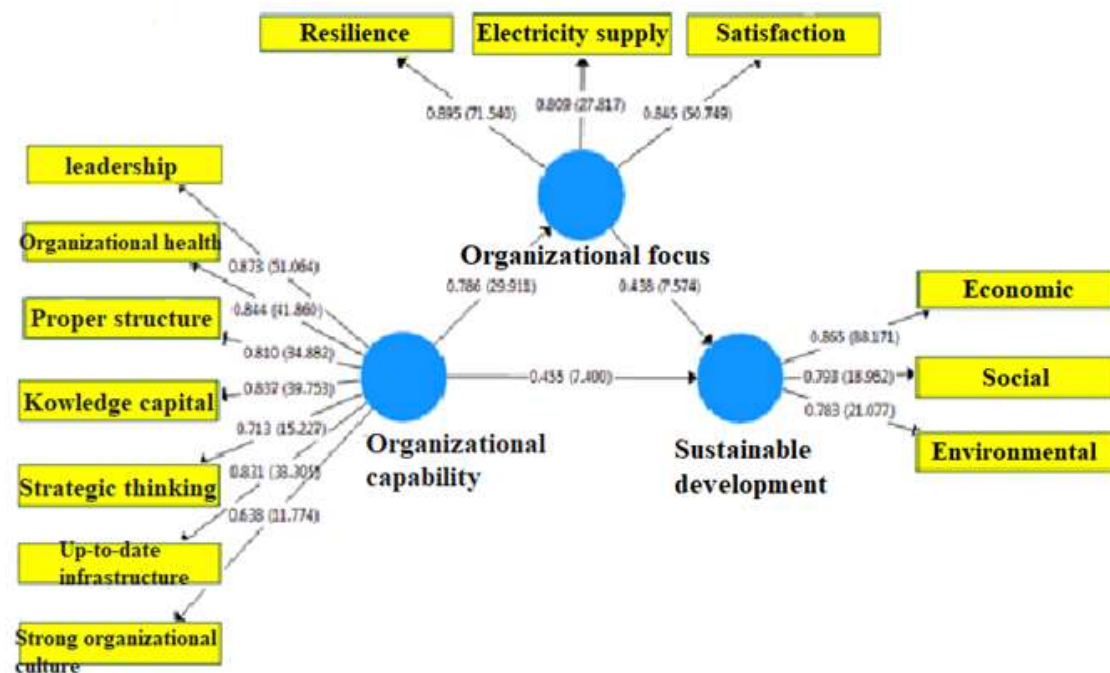 Resilience
Electricity supply
Satisfaction
0.895 (71.540)
0.809 (27.817)
0.845 (50.749)
leadership
Organizational health
Proper structure
Kowledge capital
Strategic thinking
Up-to-date
infrastructure
Strong organizational
culture
0.873 (51.064)
0.844 (41.860)
0.810 (34.882)
0.837 (39.753)
0.713 (15.227)
0.831 (38.305)
0.638 (11.774)
Organizational focus
0.786 (29.911)
0.438 (7.574)
0.435 (7.400)
Organizational
capability
Sustainable
development
0.865 (88.171)
0.793 (18.952)
0.783 (21.077)
Economic
Social
Environmental